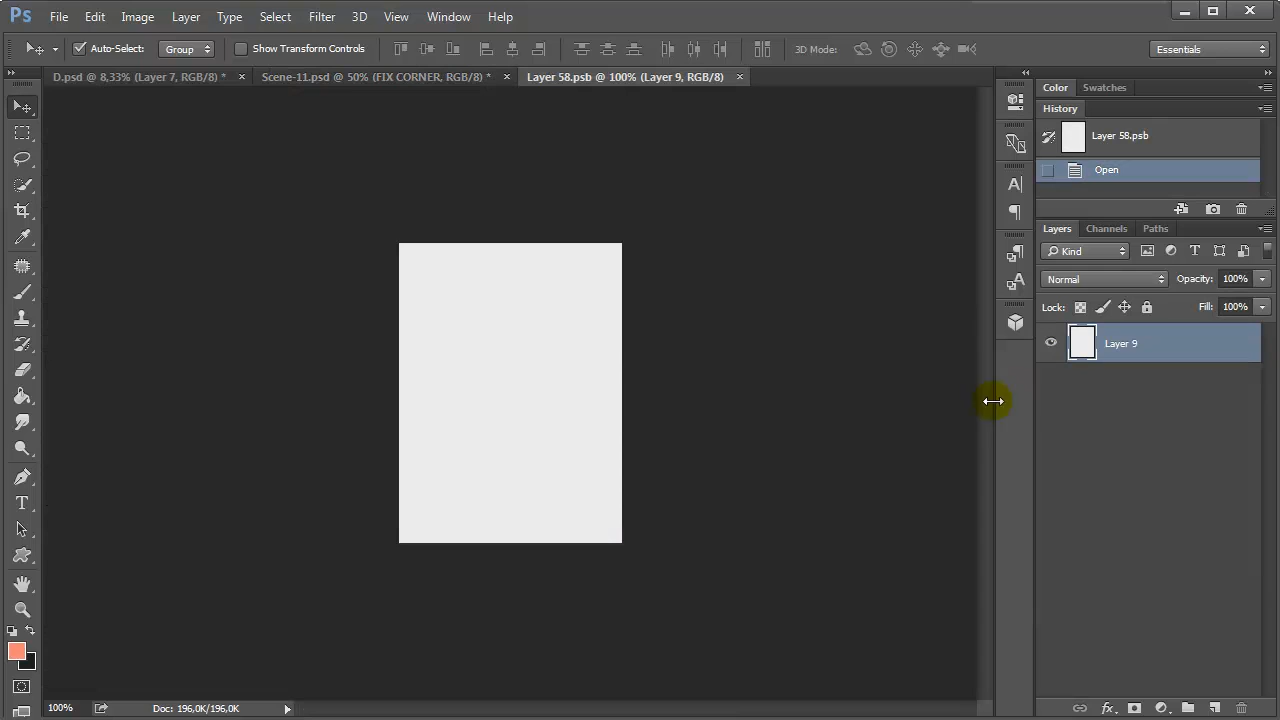 Ps File Edit Image Layer Type Select Filter 3D View Window Help
Auto-Select: Group Show Transform Controls 3D Mode: Essentials
D.psd @ 8,33% (Layer 7, RGB/8) * Scene-11.psd @ 50% (FIX CORNER, RGB/8) * Layer 58.psb @ 100% (Layer 9, RGB/8)
Color Swatches
History
Layer 58.psb
Open
Layers Channels Paths
Kind
Normal Opacity: 100%
Lock: Fill: 100%
Layer 9
100% Doc: 196,0K/196,0K